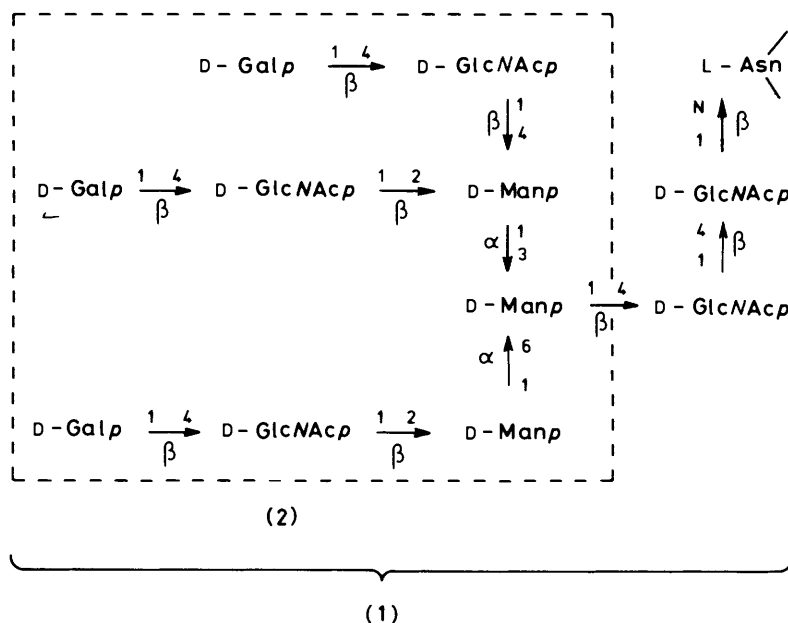 D-Galp 1 4 β D-GlcNAcp L-Asn
β 1 4 N 1 β
D-Galp 1 4 β D-GlcNAcp 1 2 β D-Manp D-GlcNAcp
α 1 3 4 1 β
D-Manp 1 4 β D-GlcNAcp
α 6 1
D-Galp 1 4 β D-GlcNAcp 1 2 β D-Manp
(2)
(1)